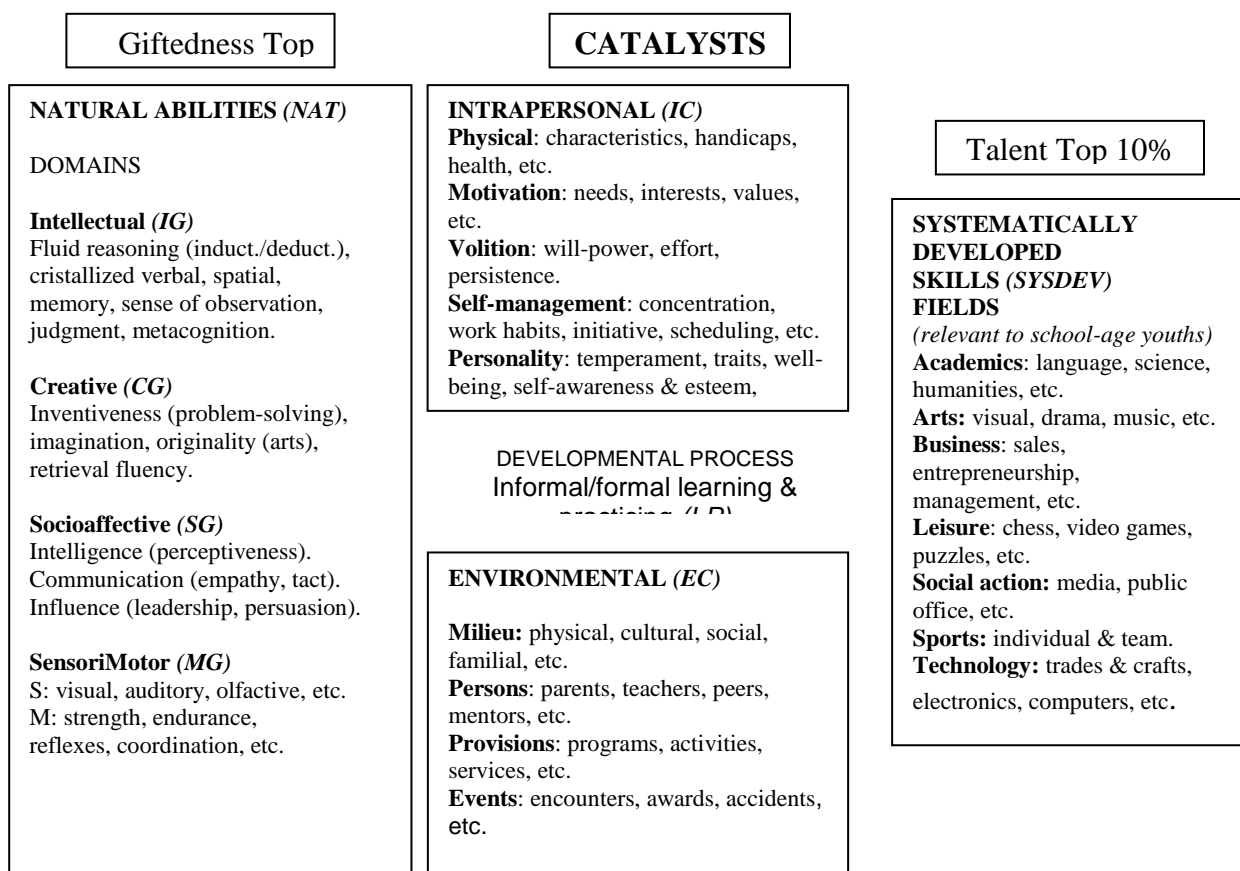 Giftedness Top
NATURAL ABILITIES (NAT)
DOMAINS
Intellectual (IG)
Fluid reasoning (induct./deduct.),
cristallized verbal, spatial,
memory, sense of observation,
judgment, metacognition.
Creative (CG)
Inventiveness (problem-solving),
imagination, originality (arts),
retrieval fluency.
Socioaffective (SG)
Intelligence (perceptiveness).
Communication (empathy, tact).
Influence (leadership, persuasion).
SensoriMotor (MG)
S: visual, auditory, olfactive, etc.
M: strength, endurance,
reflexes, coordination, etc.
CATALYSTS
INTRAPERSONAL (IC)
Physical: characteristics, handicaps,
health, etc.
Motivation: needs, interests, values,
etc.
Volition: will-power, effort,
persistence.
Self-management: concentration,
work habits, initiative, scheduling, etc.
Personality: temperament, traits, well-
being, self-awareness & esteem,
DEVELOPMENTAL PROCESS
Informal/formal learning &
ENVIRONMENTAL (EC)
Milieu: physical, cultural, social,
familial, etc.
Persons: parents, teachers, peers,
mentors, etc.
Provisions: programs, activities,
services, etc.
Events: encounters, awards, accidents,
etc.
Talent Top 10%
SYSTEMATICALLY
DEVELOPED
SKILLS (SYSDEV)
FIELDS
(relevant to school-age youths)
Academics: language, science,
humanities, etc.
Arts: visual, drama, music, etc.
Business: sales,
entrepreneurship,
management, etc.
Leisure: chess, video games,
puzzles, etc.
Social action: media, public
office, etc.
Sports: individual & team.
Technology: trades & crafts,
electronics, computers, etc.